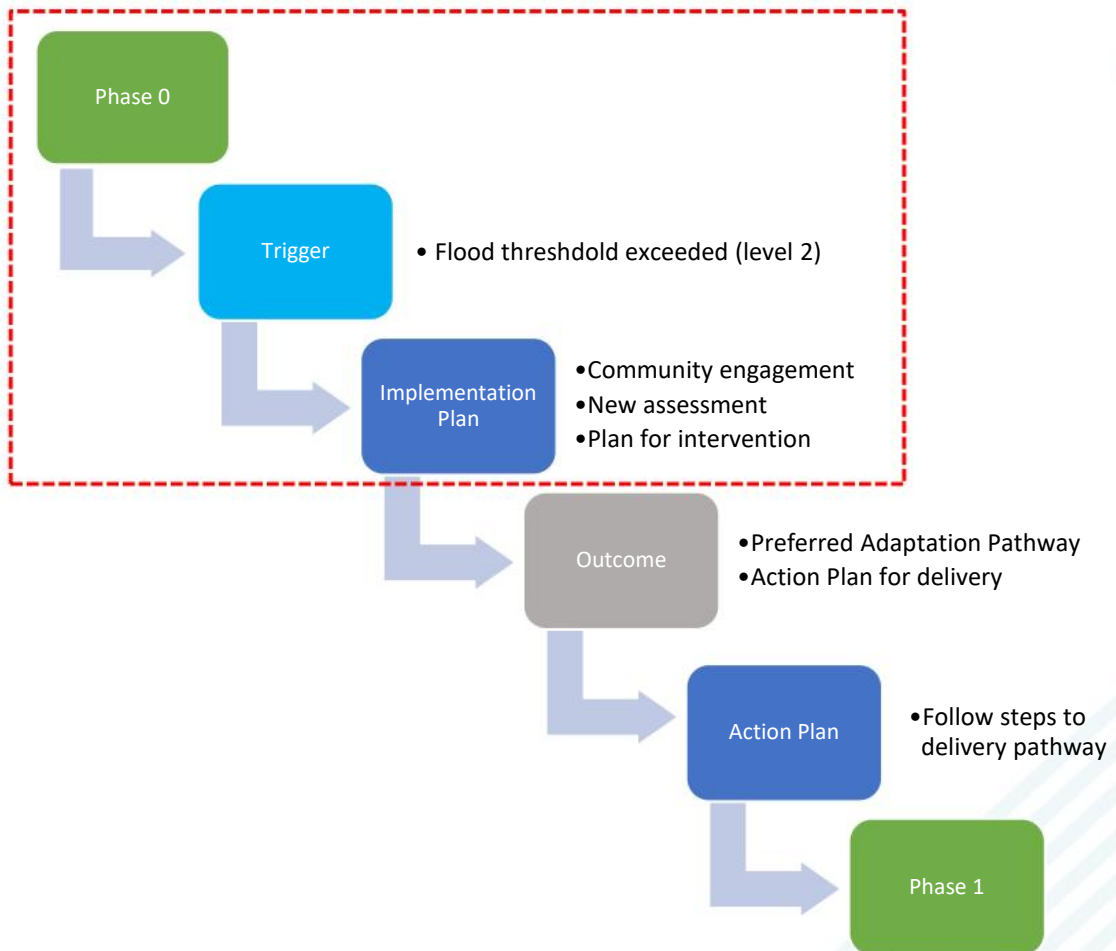 Phase 0
Trigger
• Flood threshdold exceeded (level 2)
Implementation
Plan
•Community engagement
•New assessment
•Plan for intervention
Outcome
•Preferred Adaptation Pathway
•Action Plan for delivery
Action Plan
•Follow steps to
delivery pathway
Phase 1